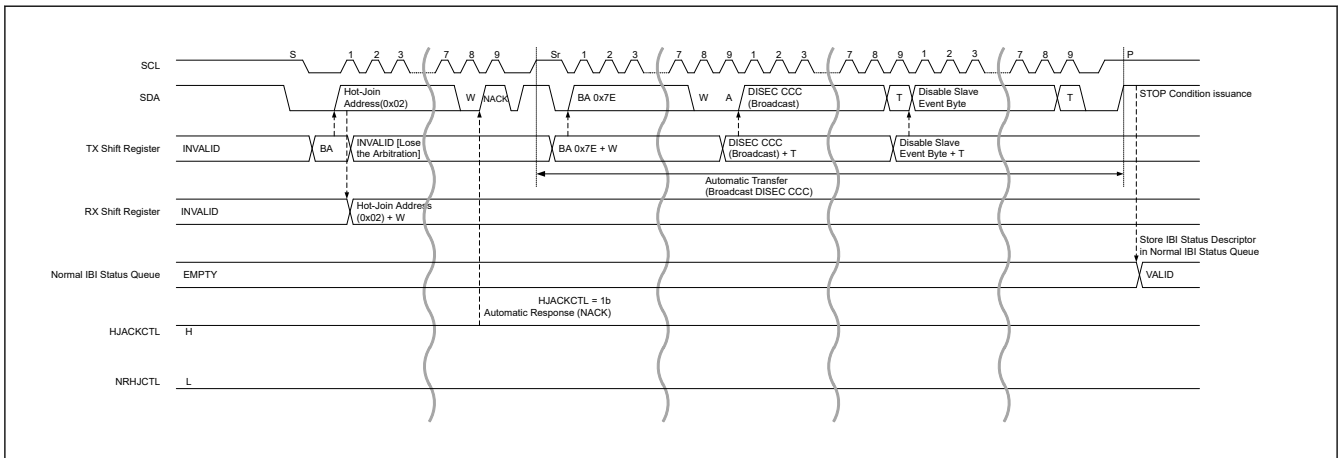 S 1 2 3 7 8 9 Sr 1 2 3 7 8 9 1 2 3 7 8 9 1 2 3 7 8 9 P
SCL
SDA
Hot-Join
Address(0x02)
W
NACK
BA 0x7E
W A
DISEC CCC
(Broadcast)
T
Disable Slave
Event Byte
T
STOP Condition issuance
TX Shift Register
INVALID
BA
INVALID [Lose
the Arbitration]
BA 0x7E + W
DISEC CCC
(Broadcast) + T
Disable Slave
Event Byte + T
Automatic Transfer
(Broadcast DISEC CCC)
RX Shift Register
INVALID
Hot-Join Address
(0x02) + W
Store IBI Status Descriptor
in Normal IBI Status Queue
Normal IBI Status Queue
EMPTY
VALID
HJACKCTL = 1b
Automatic Response (NACK)
HJACKCTL
H
NRHJCTL
L